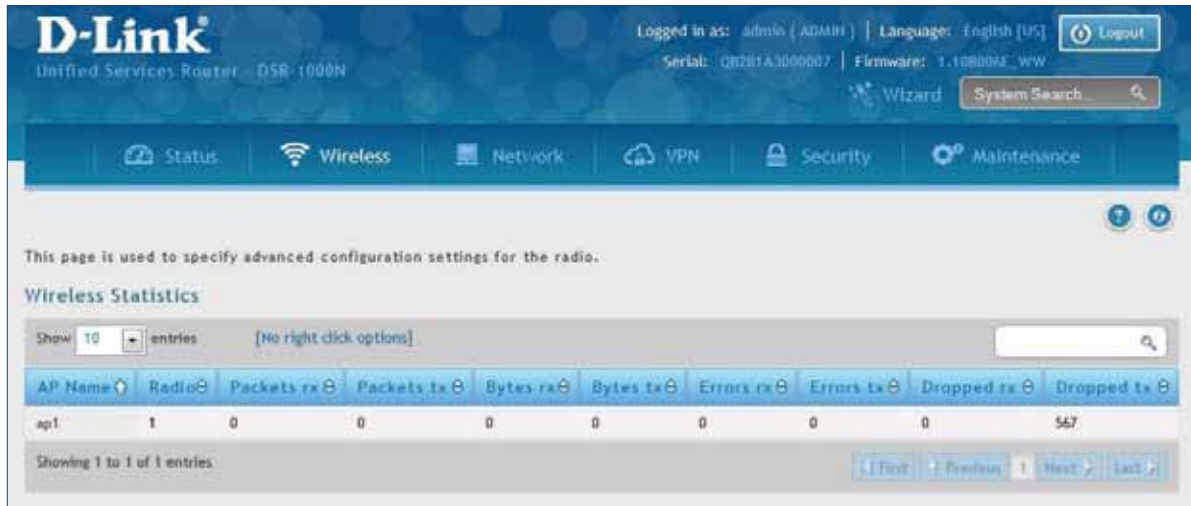 D-Link
Logged in as: admin ( ADMIN ) | Language: English [US] Logout
Unified Services Router - DSR-1000N
Serial: QB2B1A3000007 | Firmware: WW
Wizard System Search...
Status Wireless Network VPN Security Maintenance
This page is used to specify advanced configuration settings for the radio.
Wireless Statistics
Show 10 entries [No right click options]
AP Name Radio Packets rx Packets tx Bytes rx Bytes tx Errors rx Errors tx Dropped rx Dropped tx
ap1 1 0 0 0 0 0 0 0 567
Showing 1 to 1 of 1 entries
First Previous 1 Next Last